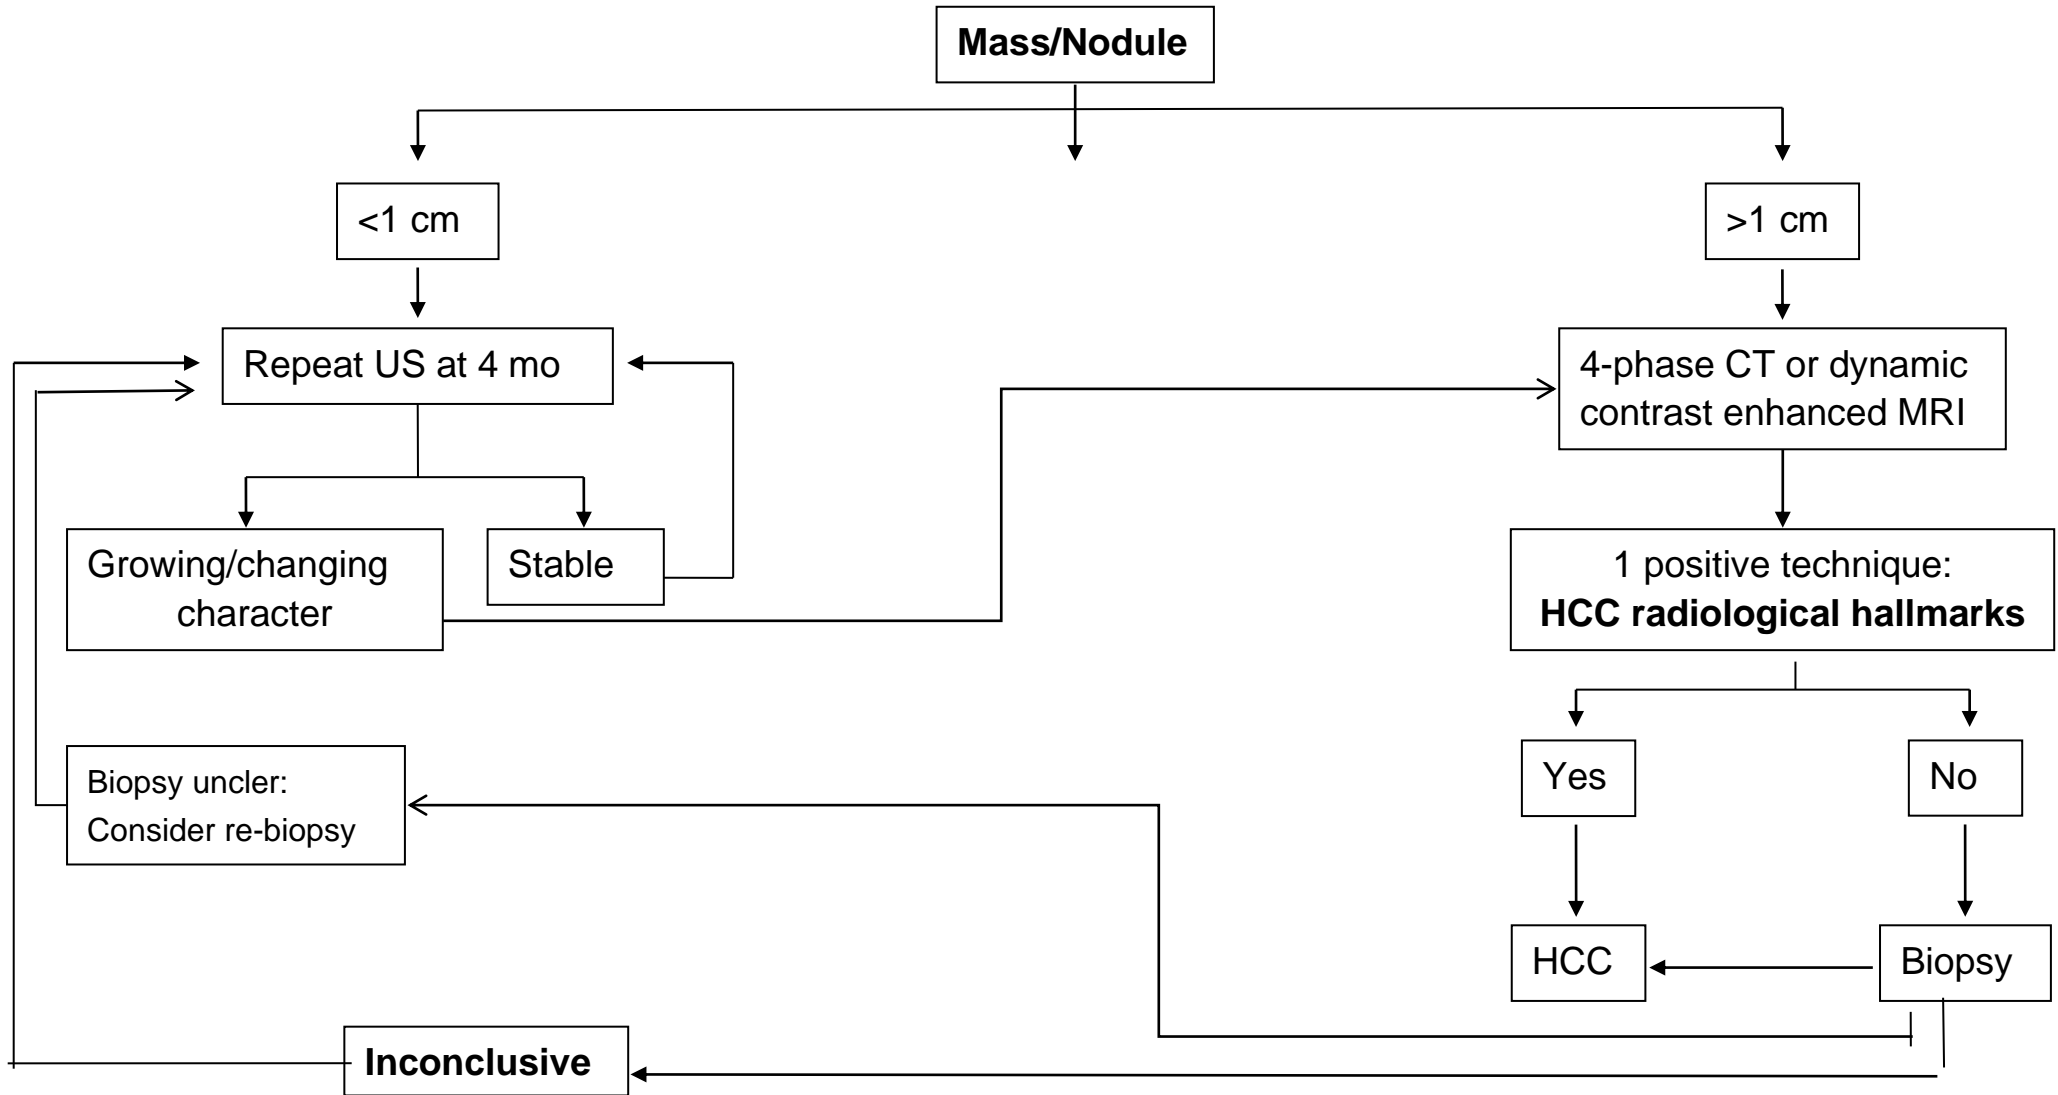 Mass/Nodule
<1 cm
>1 cm
Repeat US at 4 mo
4-phase CT or dynamic
contrast enhanced MRI
Growing/changing
character
Stable
1 positive technique:
HCC radiological hallmarks
Biopsy uncler:
Consider re-biopsy
Yes
No
HCC
Biopsy
Inconclusive